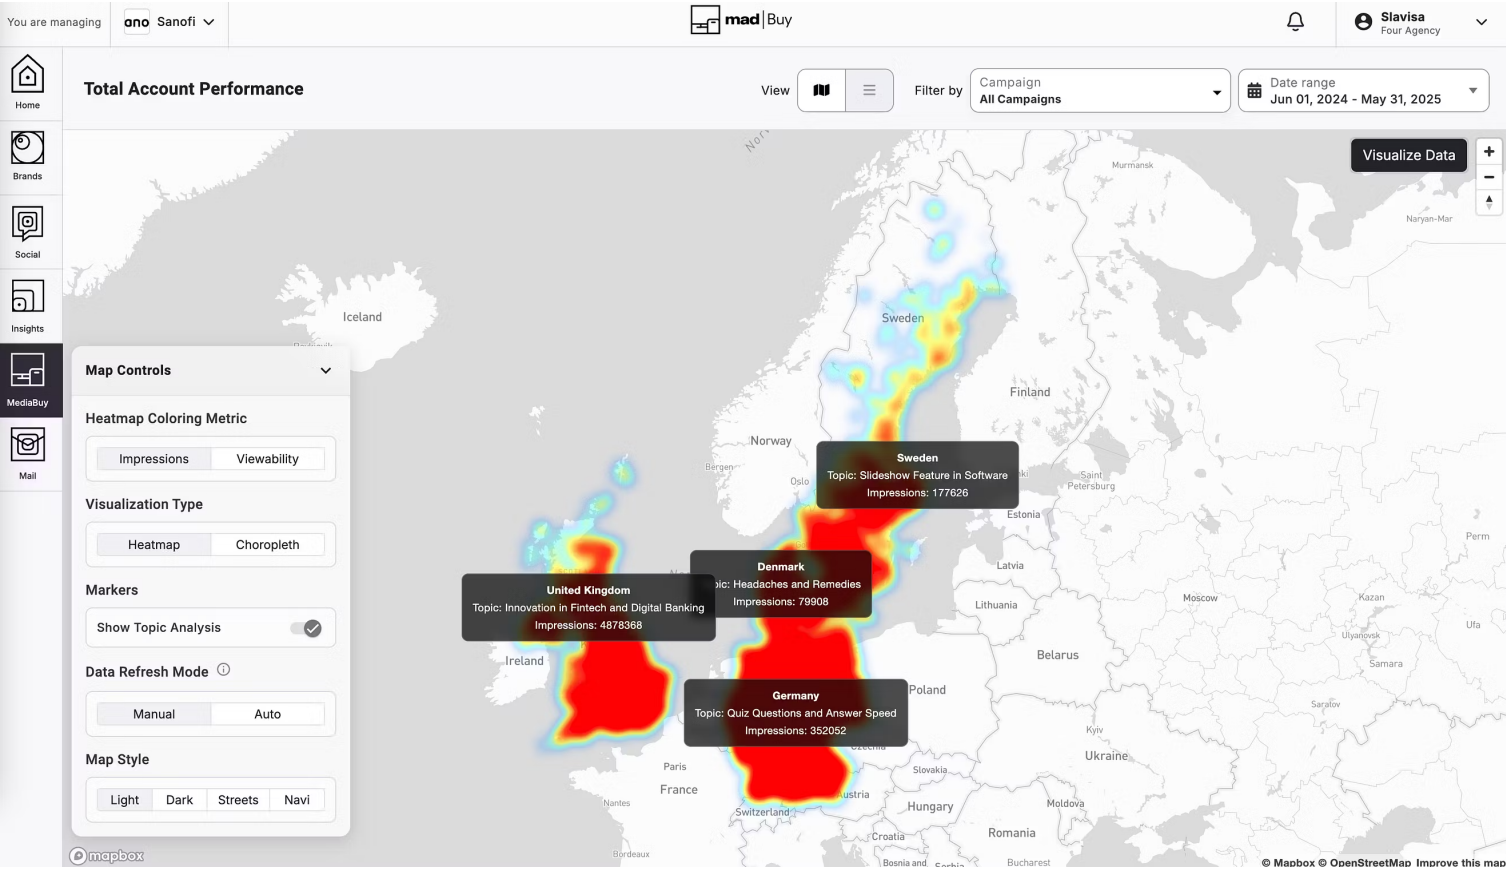 You are managing
ano Sanofi
mad|Buy
Slavisa
Four Agency
Home
Brands
Social
Insights
MediaBuy
Mail
Total Account Performance
View
Filter by
Campaign
All Campaigns
Date range
Jun 01, 2024 - May 31, 2025
Visualize Data
+
−
Murmansk
Naryan-Mar
Iceland
Sweden
Finland
Norway
Bergen
Oslo
Saint
Petersburg
Estonia
Latvia
Lithuania
Moscow
Perm
Kazan
Ufa
Ulyanovsk
Samara
Saratov
Belarus
Poland
Ireland
Kyiv
Ukraine
Czechia
Slovakia
Paris
France
Nantes
Austria
Switzerland
Hungary
Moldova
Croatia
Romania
Bordeaux
Bosnia and
Serbia
Bucharest
Sweden
Topic: Slideshow Feature in Software
Impressions: 177626
Denmark
pic: Headaches and Remedies
Impressions: 79908
United Kingdom
Topic: Innovation in Fintech and Digital Banking
Impressions: 4878368
Germany
Topic: Quiz Questions and Answer Speed
Impressions: 352052
Map Controls
Heatmap Coloring Metric
Impressions Viewability
Visualization Type
Heatmap Choropleth
Markers
Show Topic Analysis
Data Refresh Mode
Manual Auto
Map Style
Light Dark Streets Navi
mapbox
© Mapbox © OpenStreetMap Improve this map